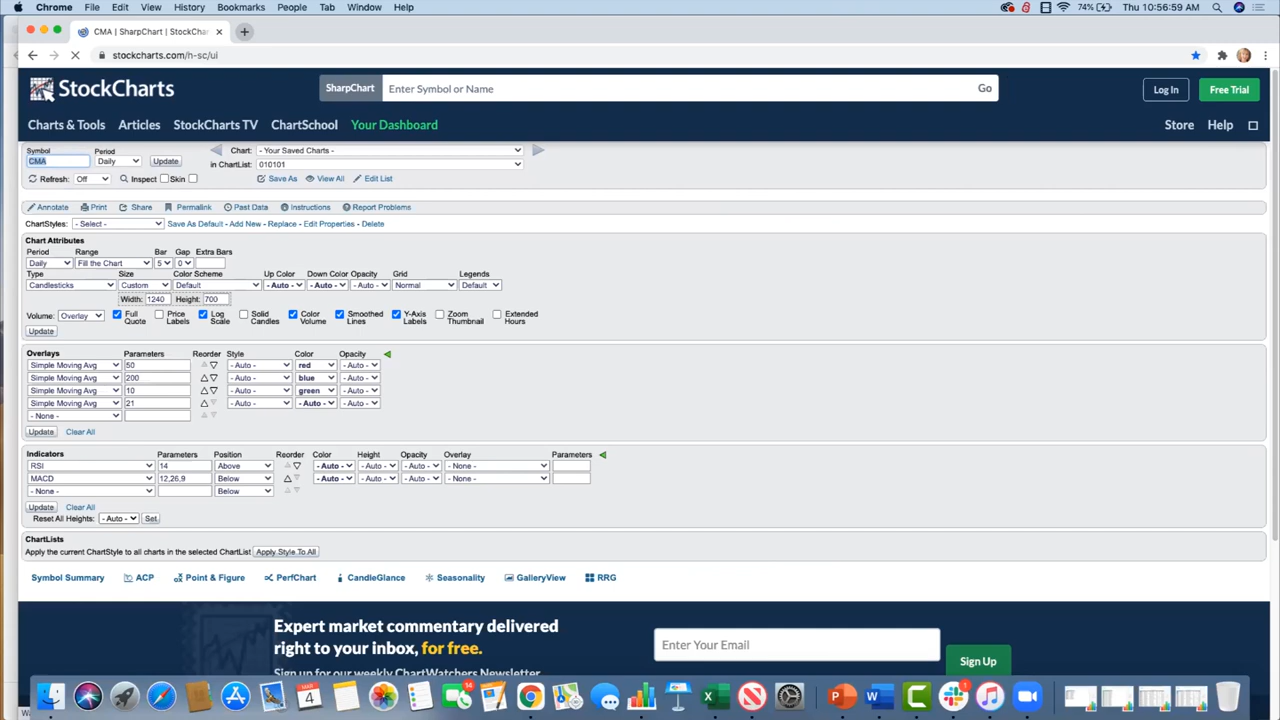 Chrome File Edit View History Bookmarks People Tab Window Help 74% Thu 10:56:59 AM
CMA | SharpChart | StockChar
stockcharts.com/h-sc/ui
StockCharts SharpChart Enter Symbol or Name Go Log In Free Trial
Charts & Tools Articles StockCharts TV ChartSchool Your Dashboard Store Help
Symbol Period Chart: - Your Saved Charts -
CMA Daily Update in ChartList: 010101
Refresh: Off Inspect Skin Save As View All Edit List
Annotate Print Share Permalink Past Data Instructions Report Problems
ChartStyles: - Select - Save As Default - Add New - Replace - Edit Properties - Delete
Chart Attributes
Period Range Bar Gap Extra Bars
Daily Fill the Chart 5 0
Type Size Color Scheme Up Color Down Color Opacity Grid Legends
Candlesticks Custom Default - Auto - - Auto - - Auto - Normal Default
Width: 1240 Height: 700
Volume: Overlay Full Quote Price Labels Log Scale Solid Candles Color Volume Smoothed Lines Y-Axis Labels Zoom Thumbnail Extended Hours
Update
Overlays Parameters Reorder Style Color Opacity
Simple Moving Avg 50 - Auto - red - Auto -
Simple Moving Avg 200 - Auto - blue - Auto -
Simple Moving Avg 10 - Auto - green - Auto -
Simple Moving Avg 21 - Auto - - Auto - - Auto -
- None -
Update Clear All
Indicators Parameters Position Reorder Color Height Opacity Overlay Parameters
RSI 14 Above - Auto - - Auto - - Auto - - None -
MACD 12,26,9 Below - Auto - - Auto - - Auto - - None -
- None - Below
Update Clear All
Reset All Heights: - Auto - Set
ChartLists
Apply the current ChartStyle to all charts in the selected ChartList Apply Style To All
Symbol Summary ACP Point & Figure PerfChart CandleGlance Seasonality GalleryView RRG
Expert market commentary delivered
right to your inbox, for free.
Enter Your Email
Sign up for our weekly ChartWatchers Newsletter
Sign Up
MAR
4
14
1